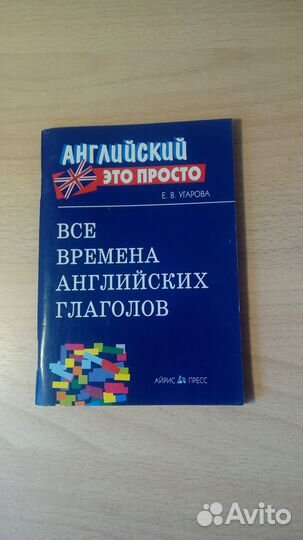 АНГЛИЙСКИЙ
ЭТО ПРОСТО
Е. В. УГАРОВА
ВСЕ
ВРЕМЕНА
АНГЛИЙСКИХ
ГЛАГОЛОВ
АЙРИС ПРЕСС
Avito